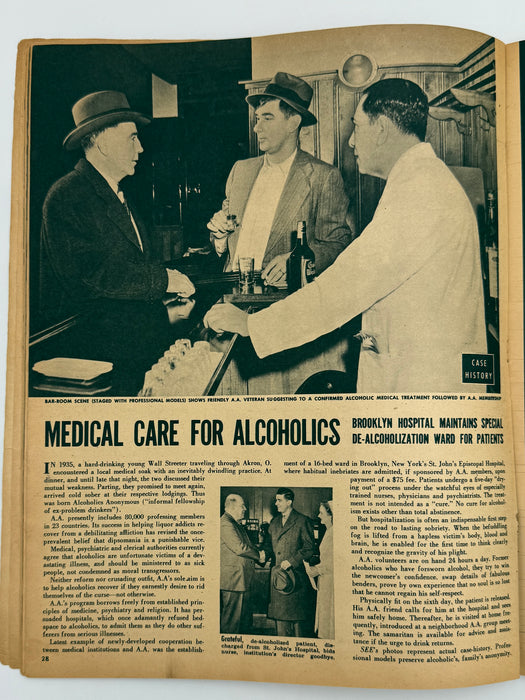 CASE
HISTORY
BAR-ROOM SCENE (STAGED WITH PROFESSIONAL MODELS) SHOWS FRIENDLY A.A. VETERAN SUGGESTING TO A CONFIRMED ALCOHOLIC MEDICAL TREATMENT FOLLOWED BY A.A. MEMBERSHIP
MEDICAL CARE FOR ALCOHOLICS
BROOKLYN HOSPITAL MAINTAINS SPECIAL
DE-ALCOHOLIZATION WARD FOR PATIENTS
IN 1935, a hard-drinking young Wall Streeter traveling through Akron, O.
encountered a local medical soak with an inevitably dwindling practice. At
dinner, and until late that night, the two discussed their
mutual weakness. Parting, they promised to meet again,
arrived cold sober at their respective lodgings. Thus
was born Alcoholics Anonymous ("informal fellowship
of ex-problem drinkers").
A.A. presently includes 80,000 professing members
in 23 countries. Its success in helping liquor addicts re-
cover from a debilitating affliction has revised the once-
prevalent belief that dipsomania is a punishable vice.
Medical, psychiatric and clerical authorities currently
agree that alcoholics are unfortunate victims of a dev-
astating illness, and should be ministered to as sick
people, not condemned as moral transgressors.
Neither reform nor crusading outfit, A.A.'s sole aim is
to help alcoholics recover if they earnestly desire to rid
themselves of the curse—not otherwise.
A.A.'s program borrows freely from established prin-
ciples of medicine, psychiatry and religion. It has per-
suaded hospitals, which once adamantly refused bed-
space to alcoholics, to admit them as they do other suf-
ferers from serious illnesses.
Latest example of newly-developed cooperation be-
tween medical institutions and A.A. was the establish-
28
Grateful, de-alcoholised patient, dis-
charged from St. John's Hospital, bids
nurse, institution's director goodbye.
ment of a 16-bed ward in Brooklyn, New York's St. John's Episcopal Hospital,
where habitual inebriates are admitted, if sponsored by A.A. members, upon
payment of a $75 fee. Patients undergo a five-day "dry-
ing out" process under the watchful eyes of especially
trained nurses, physicians and psychiatrists. The treat-
ment is not intended as a "cure." No cure for alcohol-
ism exists other than total abstinence.
But hospitalization is often an indispensable first step
on the road to lasting sobriety. When the befuddling
fog is lifted from a hapless victim's body, blood and
brain, he is enabled for the first time to think clearly
and recognize the gravity of his plight.
A.A. volunteers are on hand 24 hours a day. Former
alcoholics who have forsworn alcohol, they try to win
the newcomer's confidence, swap details of fabulous
benders, prove by own experience that no soul is so lost
that he cannot regain his self-respect.
Physically fit on the sixth day, the patient is released.
His A.A. friend calls for him at the hospital and sees
him safely home. Thereafter, he is visited at home fre-
quently, introduced at a neighborhood A.A. group meet-
ing. The samaritan is available for advice and assis-
tance if the urge to drink returns.
SEE's photos represent actual case-history. Profes-
sional models preserve alcoholic's, family's anonymity.